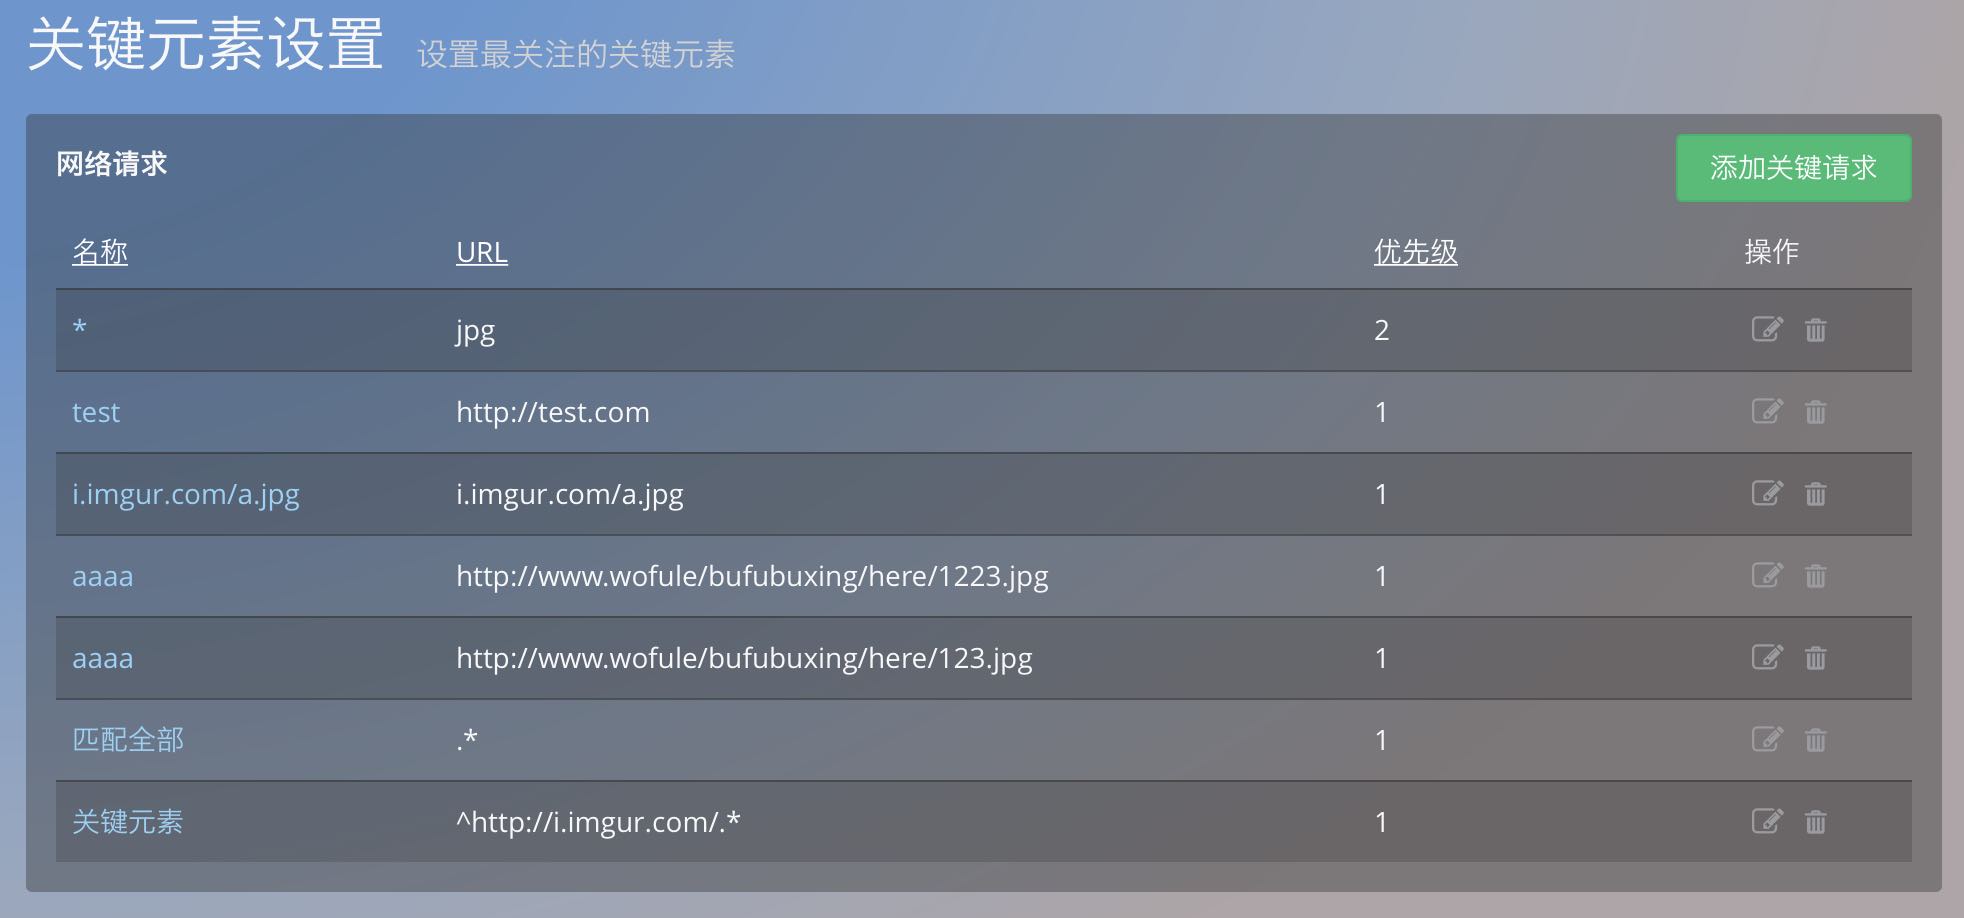 关键元素设置 设置最关注的关键元素
网络请求 添加关键请求
名称 URL 优先级 操作
* jpg 2
test http://test.com 1
i.imgur.com/a.jpg i.imgur.com/a.jpg 1
aaaa http://www.wofule/bufubuxing/here/1223.jpg 1
aaaa http://www.wofule/bufubuxing/here/123.jpg 1
匹配全部 .* 1
关键元素 ^http://i.imgur.com/.* 1